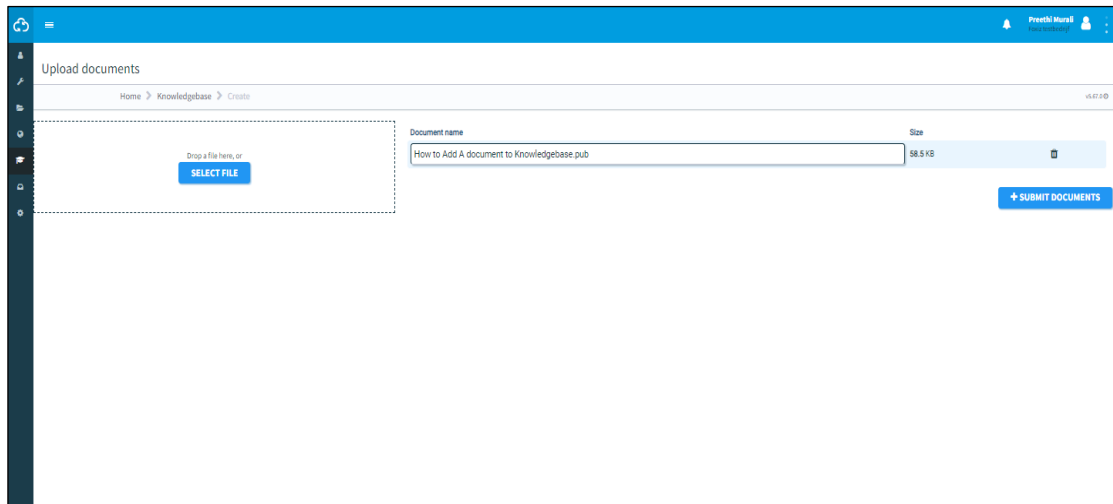 Preethi Murali
Upload documents
Home > Knowledgebase > Create
Drop a file here, or
SELECT FILE
Document name
Size
How to Add A document to Knowledgebase.pub
58.5 KB
+ SUBMIT DOCUMENTS